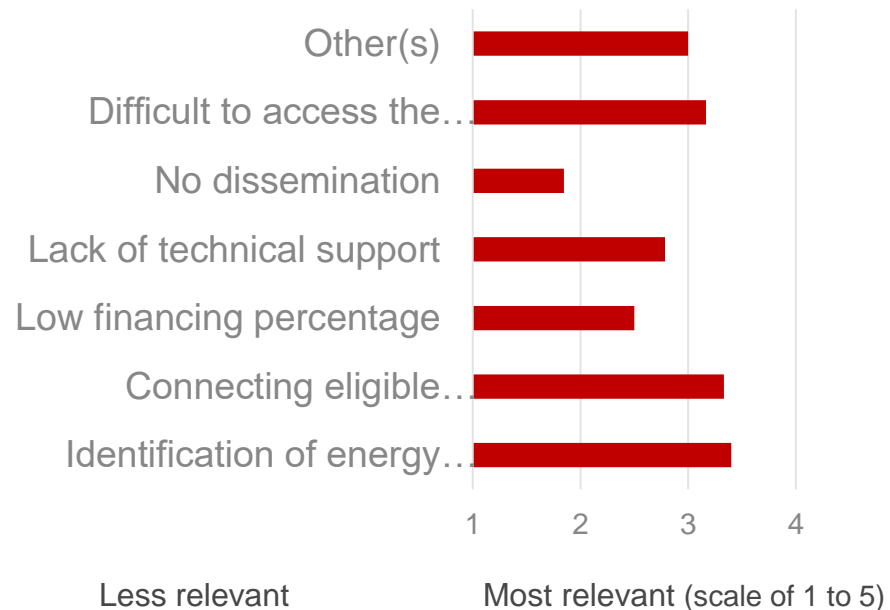 Other(s)
Difficult to access the…
No dissemination
Lack of technical support
Low financing percentage
Connecting eligible…
Identification of energy…
1 2 3 4
Less relevant Most relevant (scale of 1 to 5)